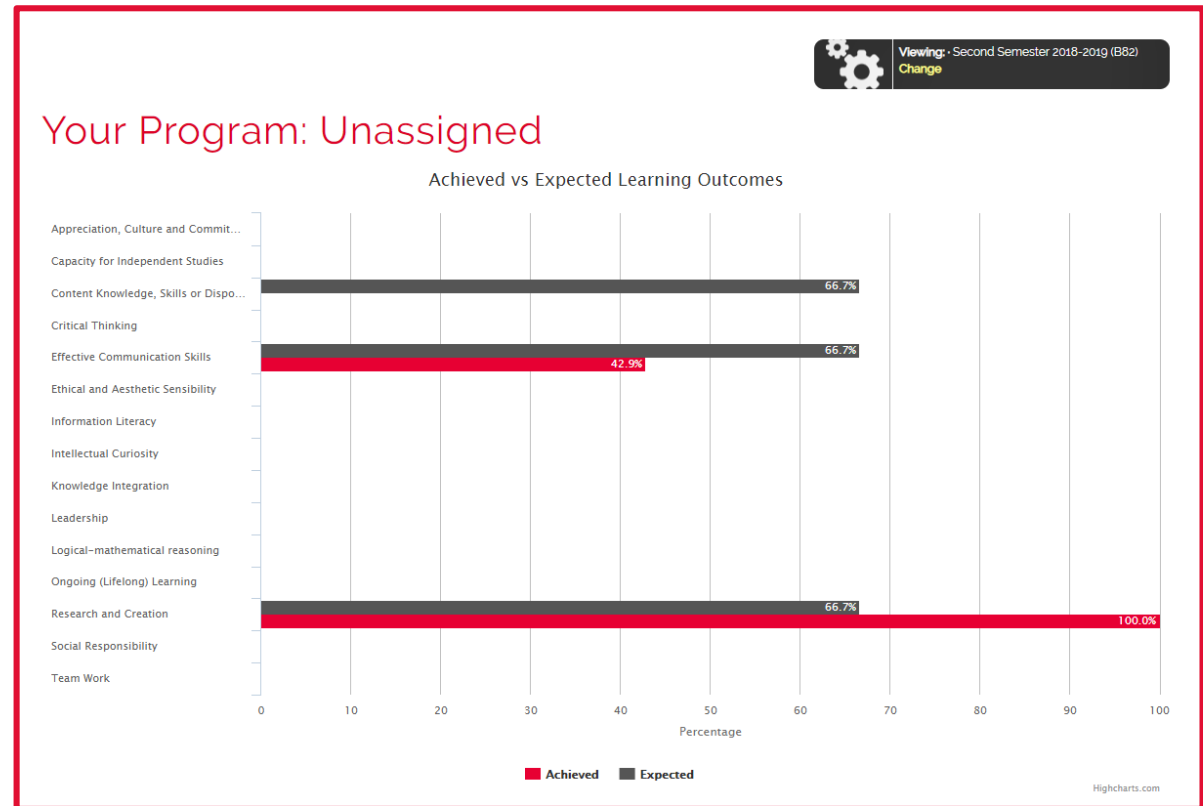 Viewing: • Second Semester 2018-2019 (B82)
Change
Your Program: Unassigned
Achieved vs Expected Learning Outcomes
Appreciation, Culture and Commit...
Capacity for Independent Studies
Content Knowledge, Skills or Dispo...
66.7%
Critical Thinking
Effective Communication Skills
66.7%
42.9%
Ethical and Aesthetic Sensibility
Information Literacy
Intellectual Curiosity
Knowledge Integration
Leadership
Logical-mathematical reasoning
Ongoing (Lifelong) Learning
Research and Creation
66.7%
100.0%
Social Responsibility
Team Work
0 10 20 30 40 50 60 70 80 90 100
Percentage
Achieved Expected
Highcharts.com